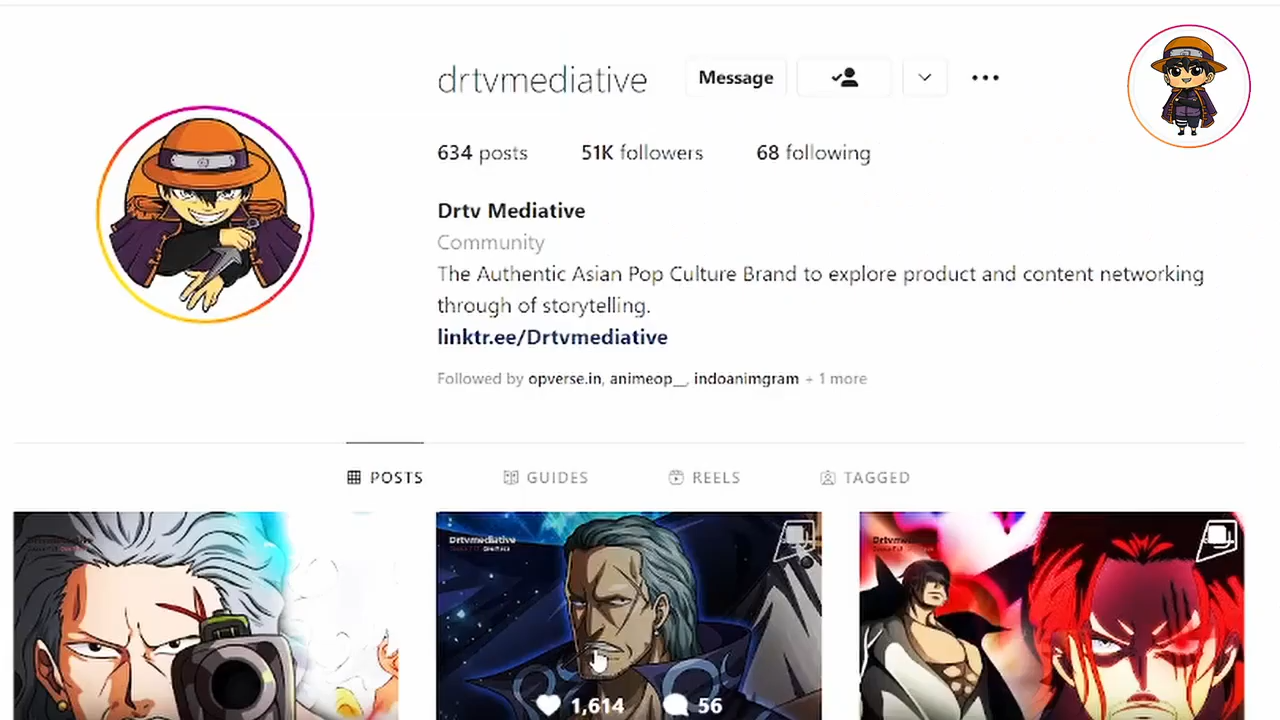 drtvmediative Message
634 posts 51K followers 68 following
Drtv Mediative
Community
The Authentic Asian Pop Culture Brand to explore product and content networking
through of storytelling.
linktr.ee/Drtvmediative
Followed by opverse.in, animeop__, indoanimgram + 1 more
POSTS GUIDES REELS TAGGED
Drtvmediative
1,614 56